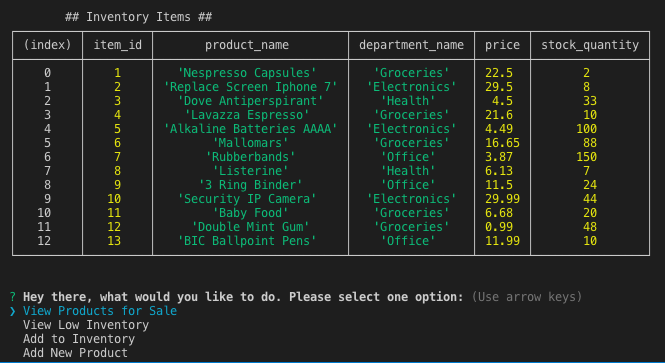 ## Inventory Items ##
(index) item_id product_name department_name price stock_quantity
0 1 'Nespresso Capsules' 'Groceries' 22.5 2
1 2 'Replace Screen Iphone 7' 'Electronics' 29.5 8
2 3 'Dove Antiperspirant' 'Health' 4.5 33
3 4 'Lavazza Espresso' 'Groceries' 21.6 10
4 5 'Alkaline Batteries AAAA' 'Electronics' 4.49 100
5 6 'Mallomars' 'Groceries' 16.65 88
6 7 'Rubberbands' 'Office' 3.87 150
7 8 'Listerine' 'Health' 6.13 7
8 9 '3 Ring Binder' 'Office' 11.5 24
9 10 'Security IP Camera' 'Electronics' 29.99 44
10 11 'Baby Food' 'Groceries' 6.68 20
11 12 'Double Mint Gum' 'Groceries' 0.99 48
12 13 'BIC Ballpoint Pens' 'Office' 11.99 10
? Hey there, what would you like to do. Please select one option: (Use arrow keys)
❯ View Products for Sale
View Low Inventory
Add to Inventory
Add New Product